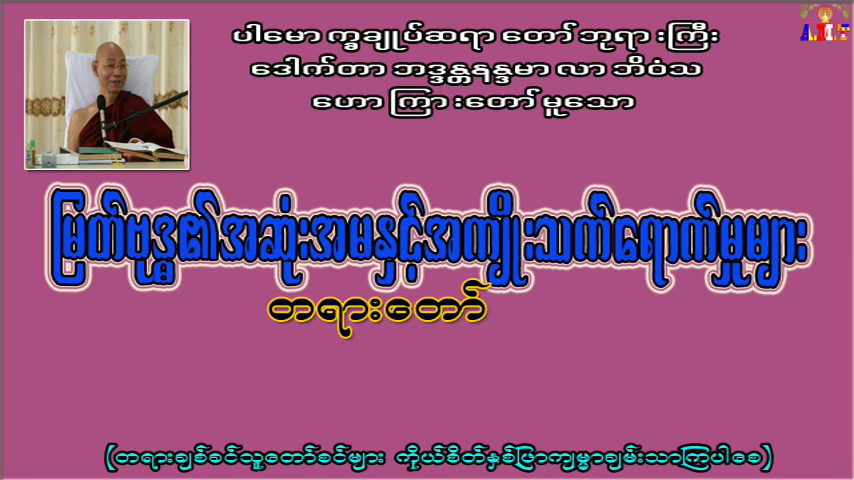 ပါမောက္ခချုပ်ဆရာတော်ဘုရားကြီး
ဒေါက်တာ ဘဒ္ဒန္တနန္ဒမာလာဘိဝံသ
ဟောကြားတော်မူသော
မြတ်ဗုဒ္ဓ၏အဆုံးအမနှင့်အကျိုးသက်ရောက်မှုများ
တရားတော်
(တရားချစ်ခင်သူတော်စင်များ ကိုယ်စိတ်နှစ်ဖြာကျမ္မာချမ်းသာကြပါစေ)